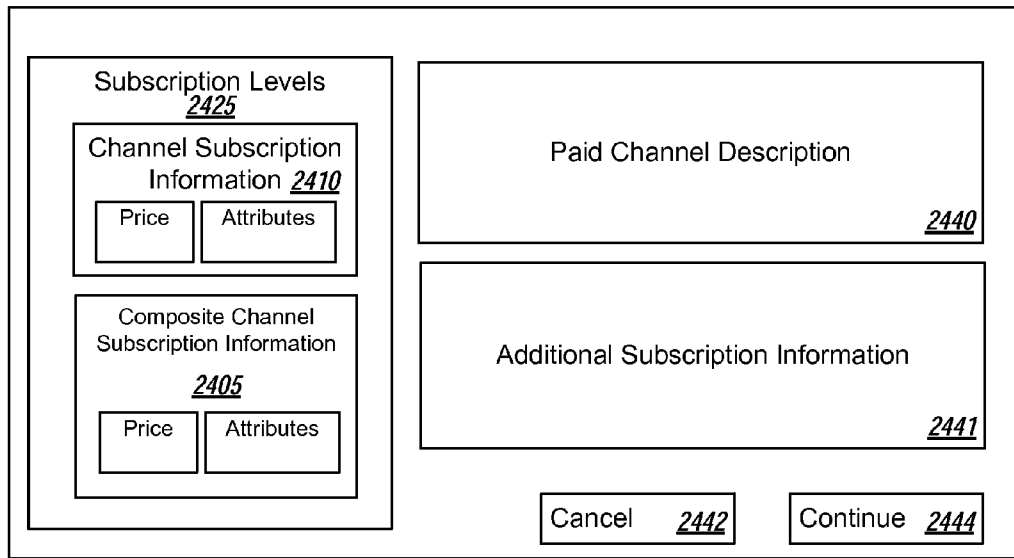 Subscription Levels
2425
Channel Subscription
Information 2410
Price
Attributes
Composite Channel
Subscription Information
2405
Price
Attributes
Paid Channel Description
2440
Additional Subscription Information
2441
Cancel 2442
Continue 2444